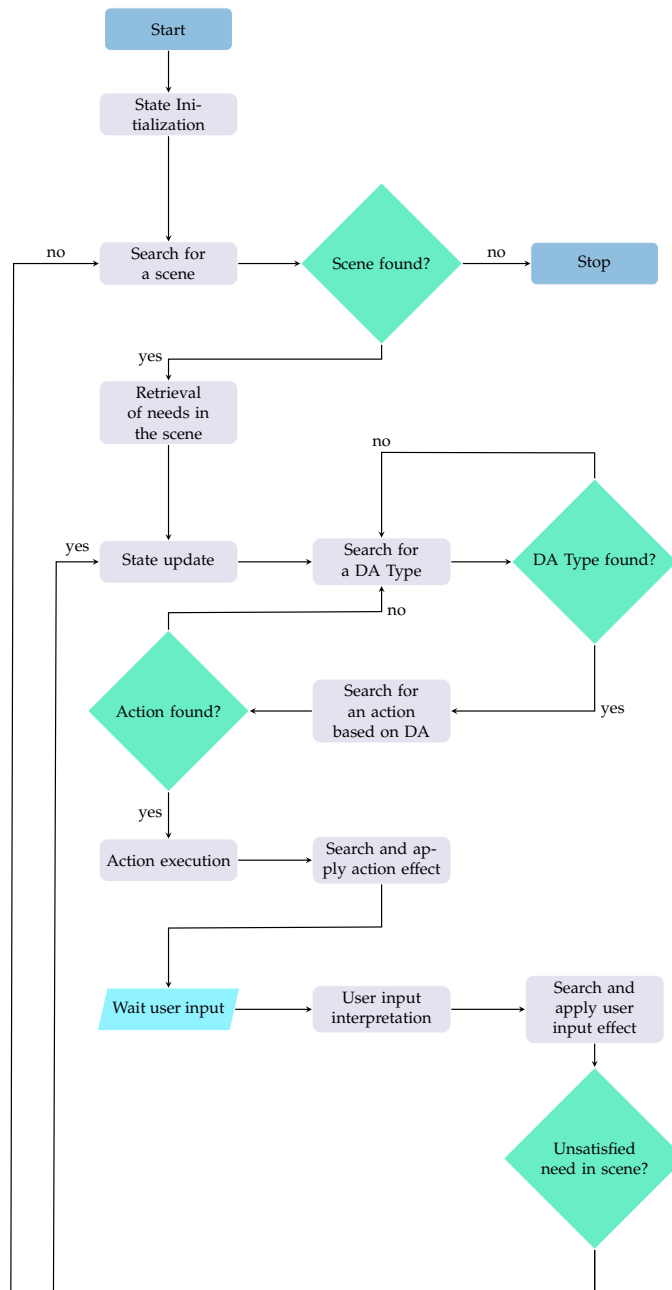 Start
State Ini-
tialization
no
Search for
a scene
Scene found?
no
Stop
yes
Retrieval
of needs in
the scene
no
yes
State update
Search for
a DA Type
DA Type found?
no
Action found?
Search for
an action
based on DA
yes
yes
Action execution
Search and ap-
ply action effect
Wait user input
User input
interpretation
Search and
apply user
input effect
Unsatisfied
need in scene?